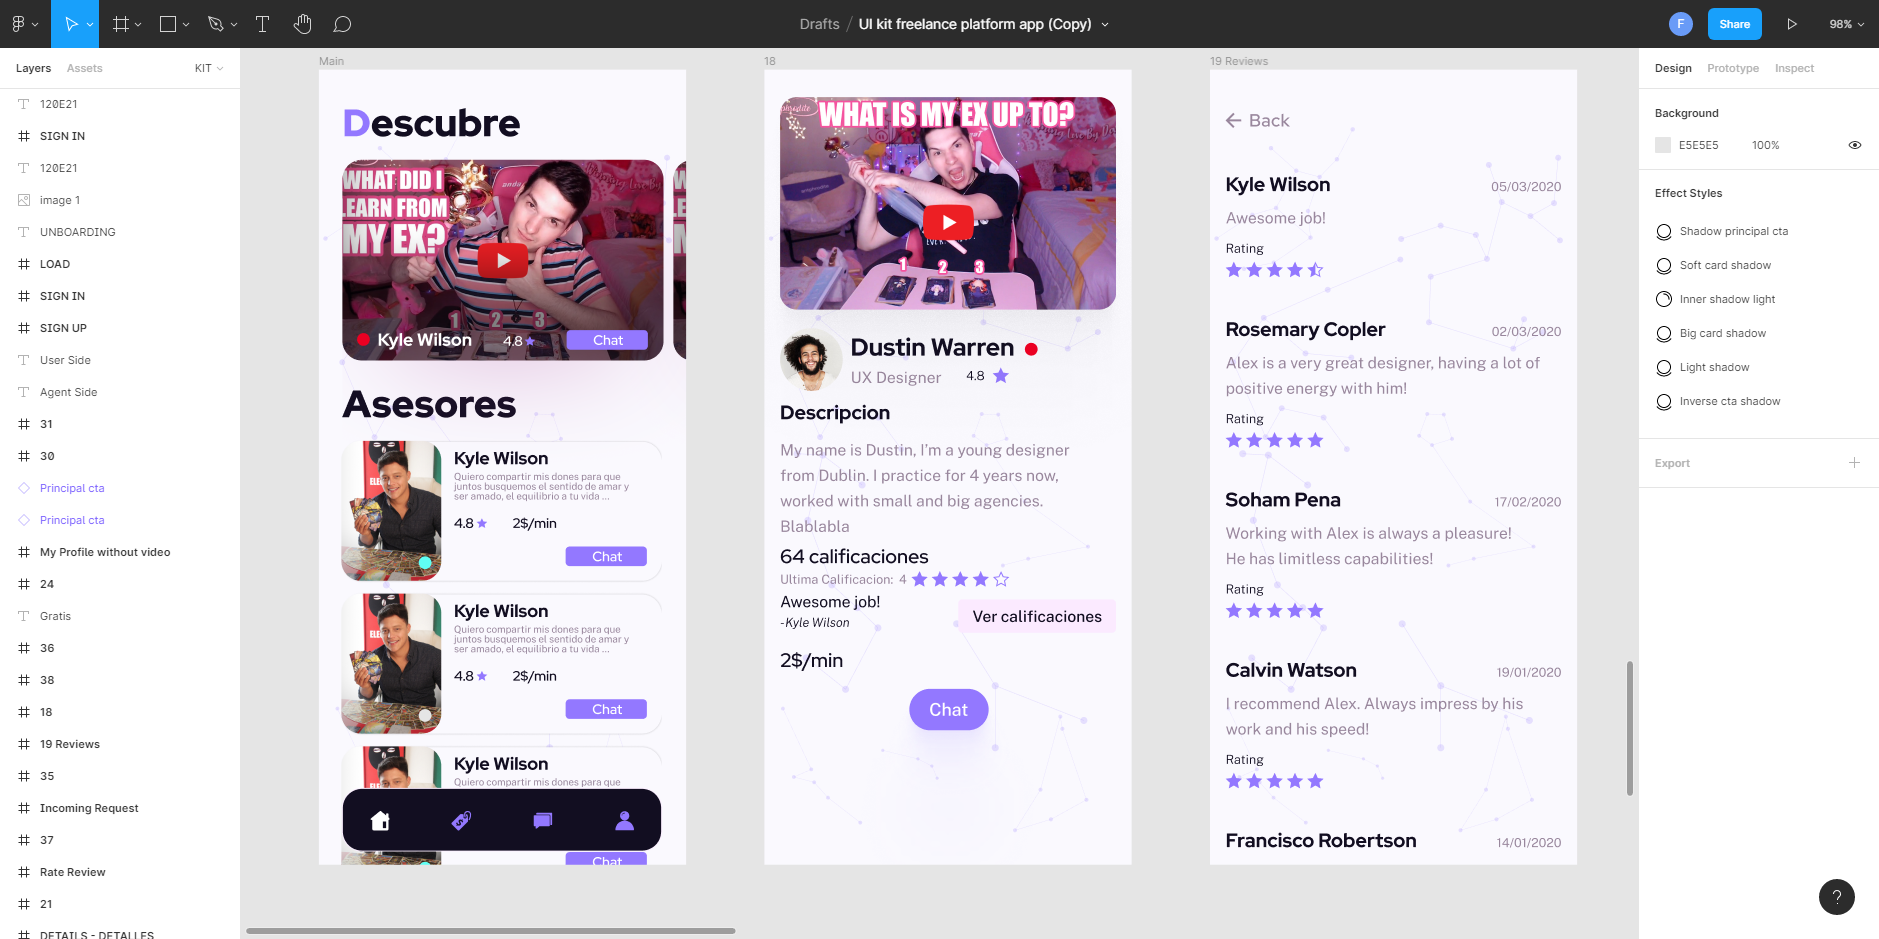 Drafts / UI kit freelance platform app (Copy)
F
Share
98%
Layers
Assets
KIT
120E21
SIGN IN
120E21
image 1
UNBOARDING
LOAD
SIGN IN
SIGN UP
User Side
Agent Side
31
30
Principal cta
Principal cta
My Profile without video
24
Gratis
36
38
18
19 Reviews
35
Incoming Request
37
Rate Review
21
DETAILS - DETALLES
Main
Descubre
WHAT DID I
LEARN FROM
MY EX?
1 2 3
Kyle Wilson
4.8
Chat
Asesores
Kyle Wilson
Quiero compartir mis dones para que
juntos busquemos el sentido de amar y
ser amado, el equilibrio a tu vida ...
4.8
2$/min
Chat
Kyle Wilson
Quiero compartir mis dones para que
juntos busquemos el sentido de amar y
ser amado, el equilibrio a tu vida ...
4.8
2$/min
Chat
Kyle Wilson
Quiero compartir mis dones para que
Chat
18
WHAT IS MY EX UP TO?
1 2 3
Dustin Warren
UX Designer
4.8
Descripcion
My name is Dustin, I'm a young designer
from Dublin. I practice for 4 years now,
worked with small and big agencies.
Blablabla
64 calificaciones
Ultima Calificacion: 4
Awesome job!
- Kyle Wilson
Ver calificaciones
2$/min
Chat
19 Reviews
Back
Kyle Wilson
05/03/2020
Awesome job!
Rating
Rosemary Copler
02/03/2020
Alex is a very great designer, having a lot of
positive energy with him!
Rating
Soham Pena
17/02/2020
Working with Alex is always a pleasure!
He has limitless capabilities!
Rating
Calvin Watson
19/01/2020
I recommend Alex. Always impress by his
work and his speed!
Rating
Francisco Robertson
14/01/2020
Design
Prototype
Inspect
Background
E5E5E5
100%
Effect Styles
Shadow principal cta
Soft card shadow
Inner shadow light
Big card shadow
Light shadow
Inverse cta shadow
Export
?